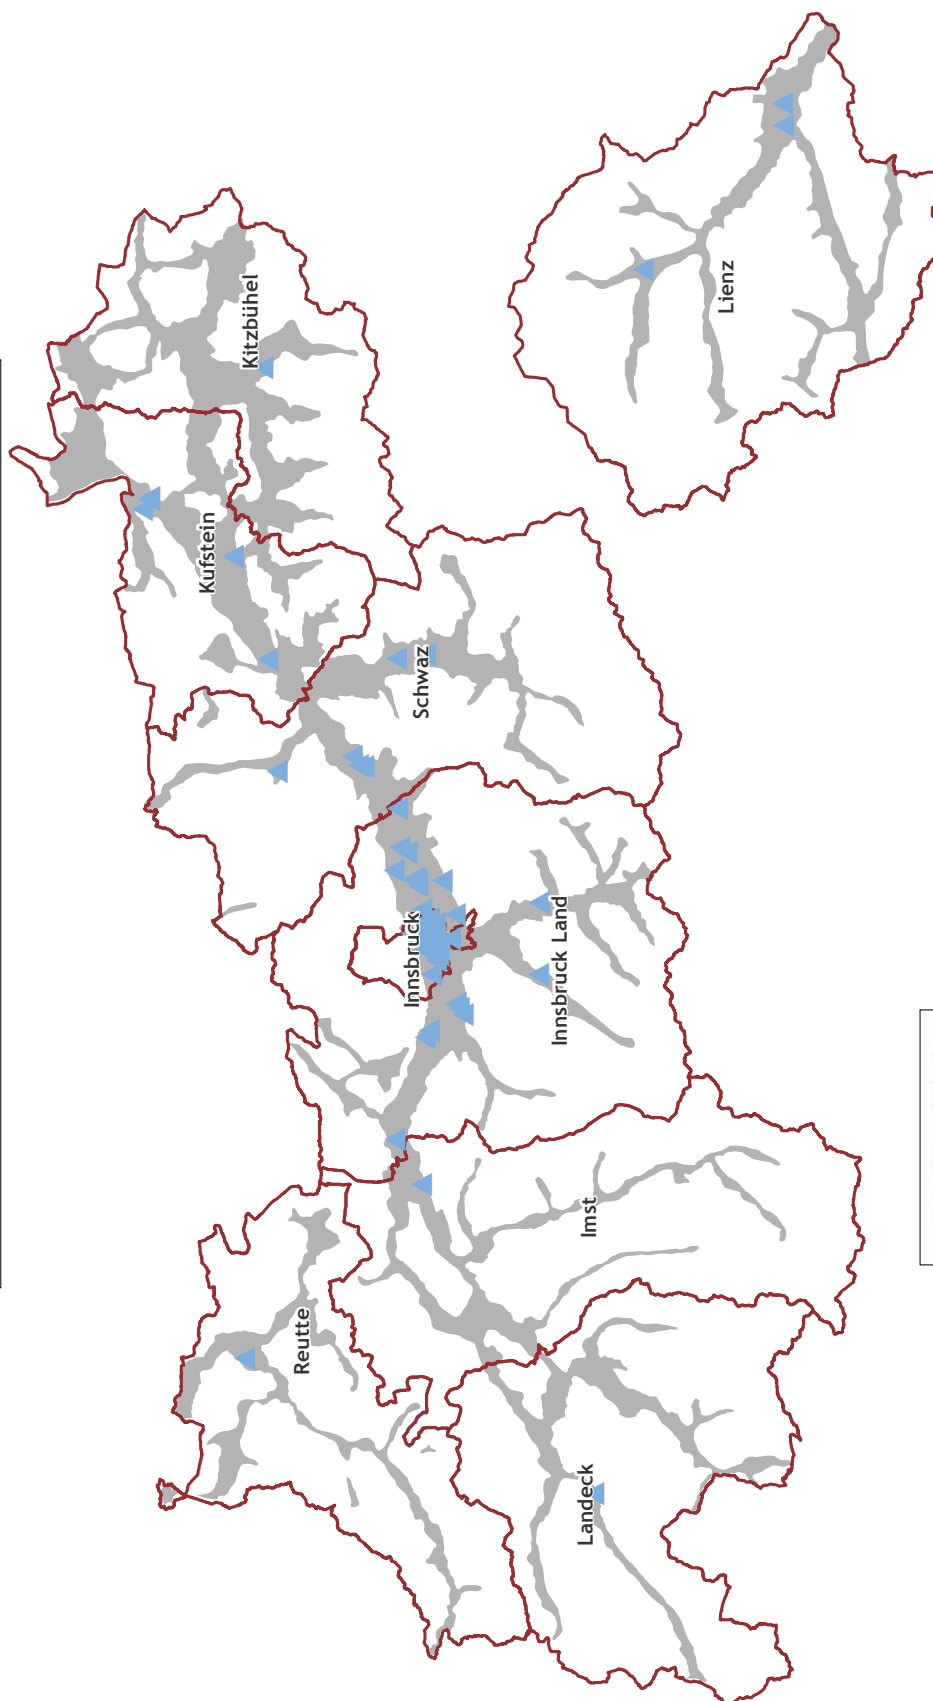 Reutte
Landeck
Imst
Innsbruck
Innsbruck Land
Schwaz
Kufstein
Kitzbühel
Lienz